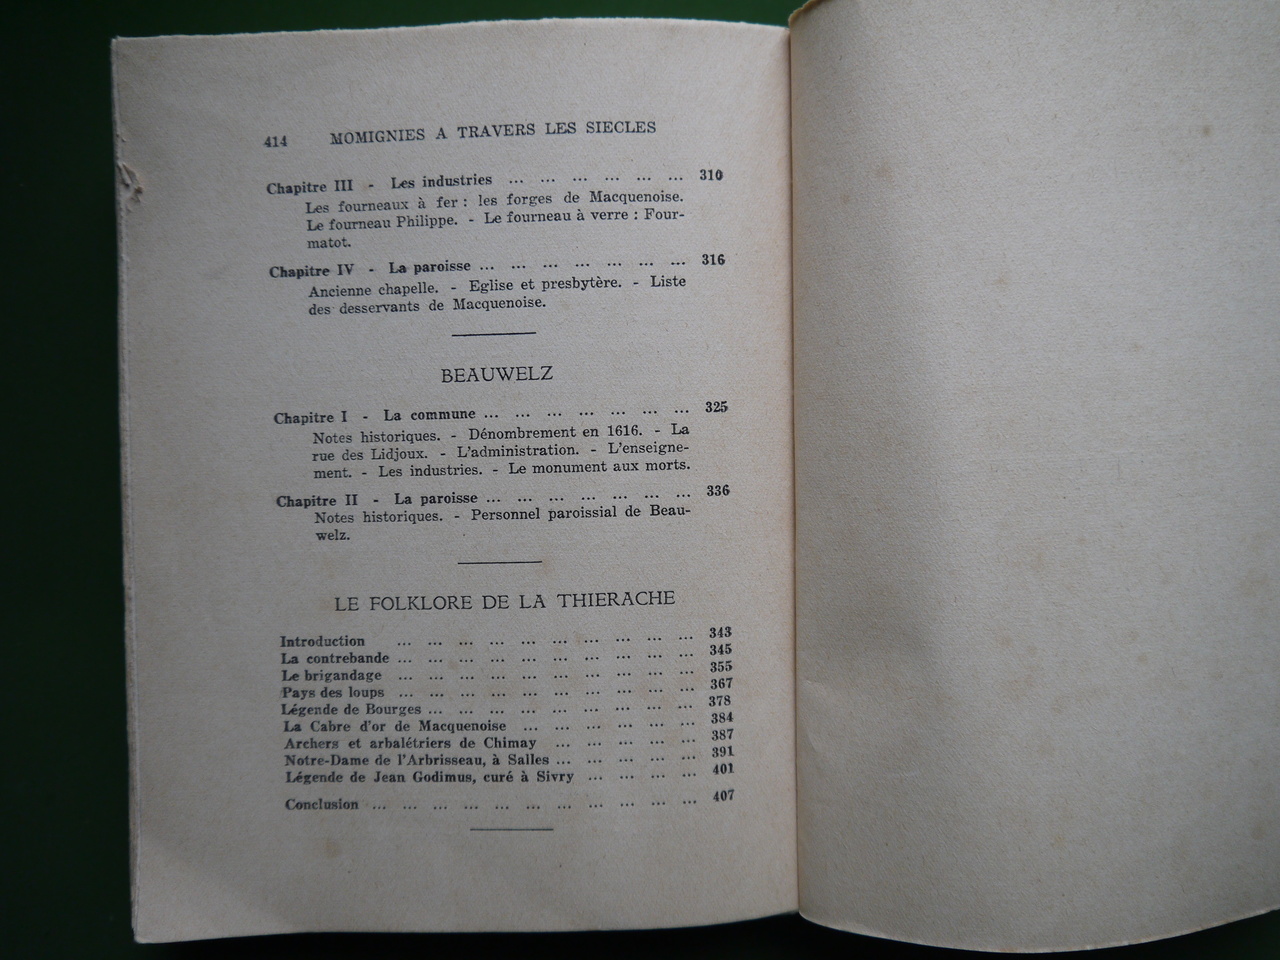 414 MOMIGNIES A TRAVERS LES SIECLES
Chapitre III - Les industries ... ... ... ... ... ... 310
Les fourneaux à fer : les forges de Macquenoise.
Le fourneau Philippe. - Le fourneau à verre : Four-
matot.
Chapitre IV - La paroisse ... ... ... ... ... ... ... 316
Ancienne chapelle. - Eglise et presbytère. - Liste
des desservants de Macquenoise.
BEAUWELZ
Chapitre I - La commune ... ... ... ... ... ... ... 325
Notes historiques. - Dénombrement en 1616. - La
rue des Lidjoux. - L'administration. - L'enseigne-
ment. - Les industries. - Le monument aux morts.
Chapitre II - La paroisse ... ... ... ... ... ... ... 336
Notes historiques. - Personnel paroissial de Beau-
welz.
LE FOLKLORE DE LA THIERACHE
Introduction ... ... ... ... ... ... ... ... ... ... 343
La contrebande ... ... ... ... ... ... ... ... ... ... 345
Le brigandage ... ... ... ... ... ... ... ... ... ... 355
Pays des loups ... ... ... ... ... ... ... ... ... ... 367
Légende de Bourges ... ... ... ... ... ... ... ... ... 378
La Cabre d'or de Macquenoise ... ... ... ... ... ... 384
Archers et arbalétriers de Chimay ... ... ... ... ... 387
Notre-Dame de l'Arbrisseau, à Salles ... ... ... ... ... 391
Légende de Jean Godimus, curé à Sivry ... ... ... ... 401
Conclusion ... ... ... ... ... ... ... ... ... ... ... 407